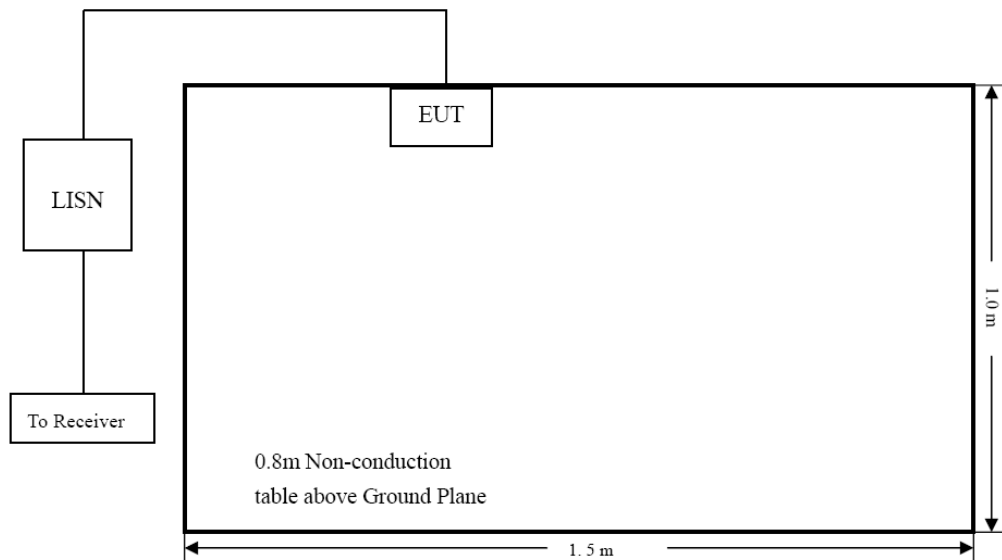 EUT
LISN
1.0 m
To Receiver
0.8m Non-conduction
table above Ground Plane
1. 5 m